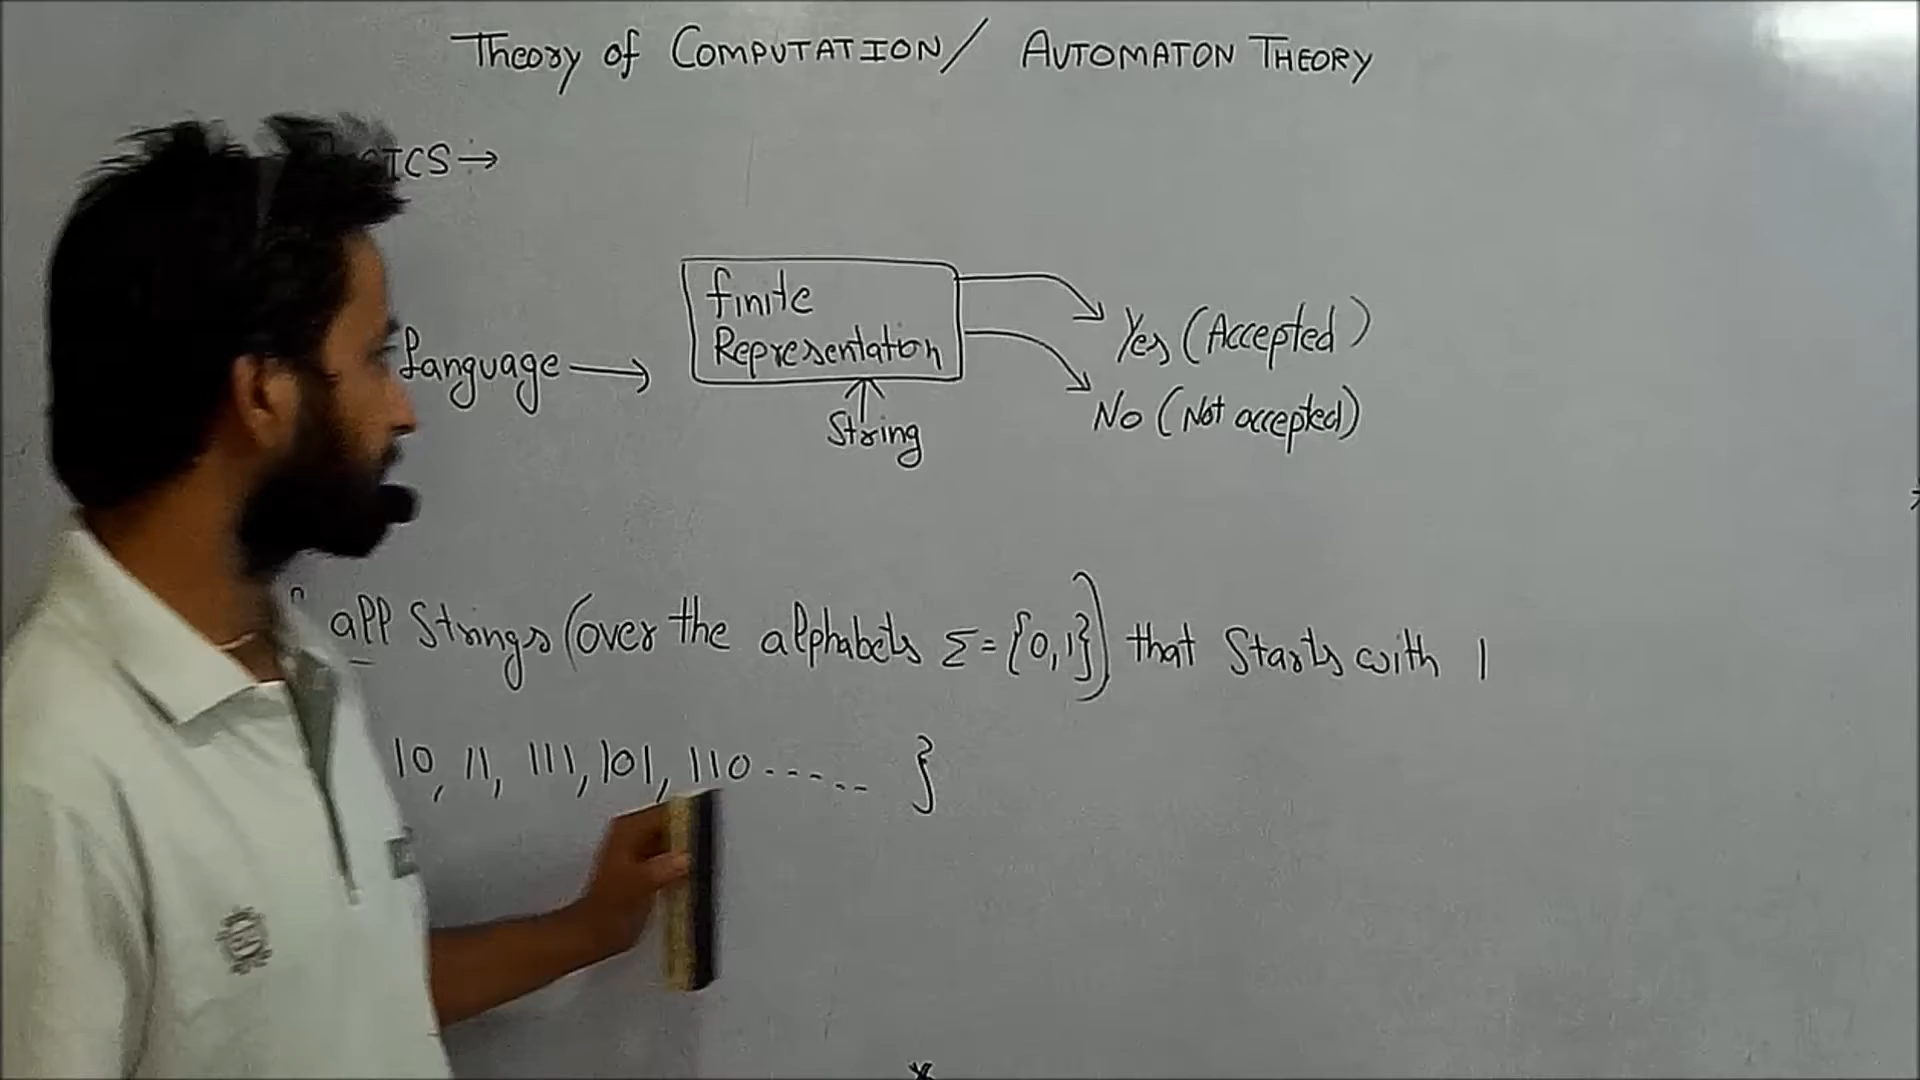 Theory of COMPUTATION/ AUTOMATON THEORY
finite
Representation
Language →
Yes (Accepted)
No (Not accepted)
String
all Strings (over the alphabets Σ = {0,1}) that Starts with 1
10, 11, 111, 101, 110 ------ }